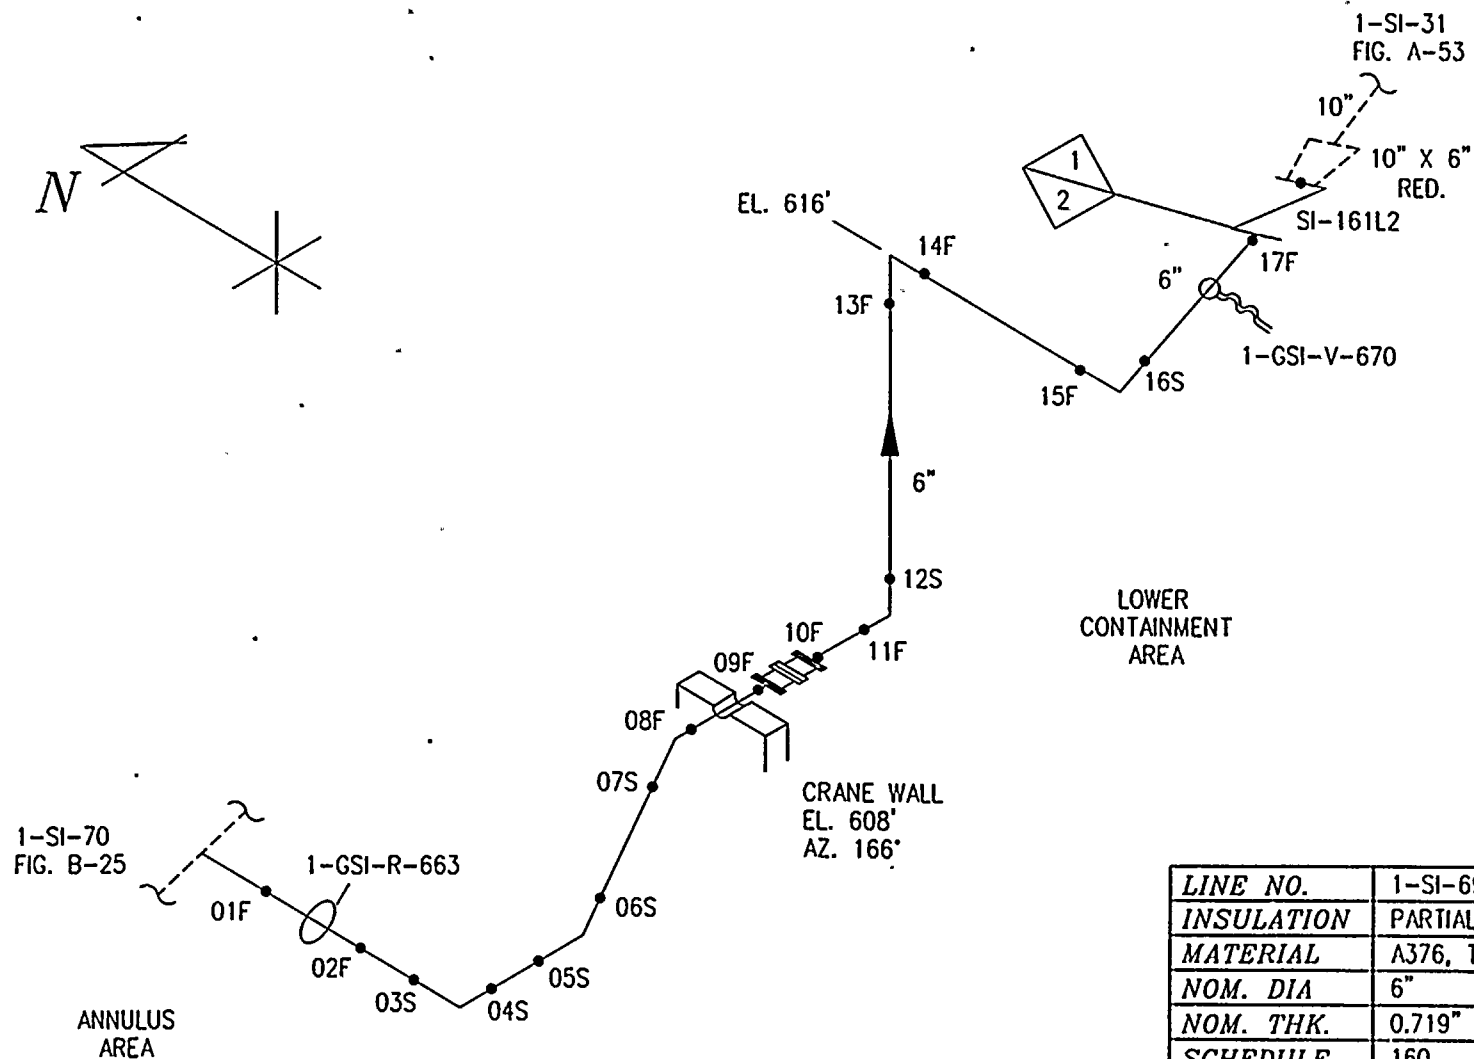 1-SI-31
FIG. A-53
10"
10" X 6"
RED.
SI-161L2
N
1
2
EL. 616'
14F
17F
6"
13F
1-GSI-V-670
15F
16S
6"
12S
LOWER
CONTAINMENT
AREA
10F
11F
09F
08F
07S
CRANE WALL
EL. 608'
AZ. 166°
1-SI-70
FIG. B-25
1-GSI-R-663
01F
06S
02F
05S
03S
04S
ANNULUS
AREA
LINE NO. 1-SI-6
INSULATION PARTIAL
MATERIAL A376,
NOM. DIA 6"
NOM. THK. 0.719"
SCHEDULE 160